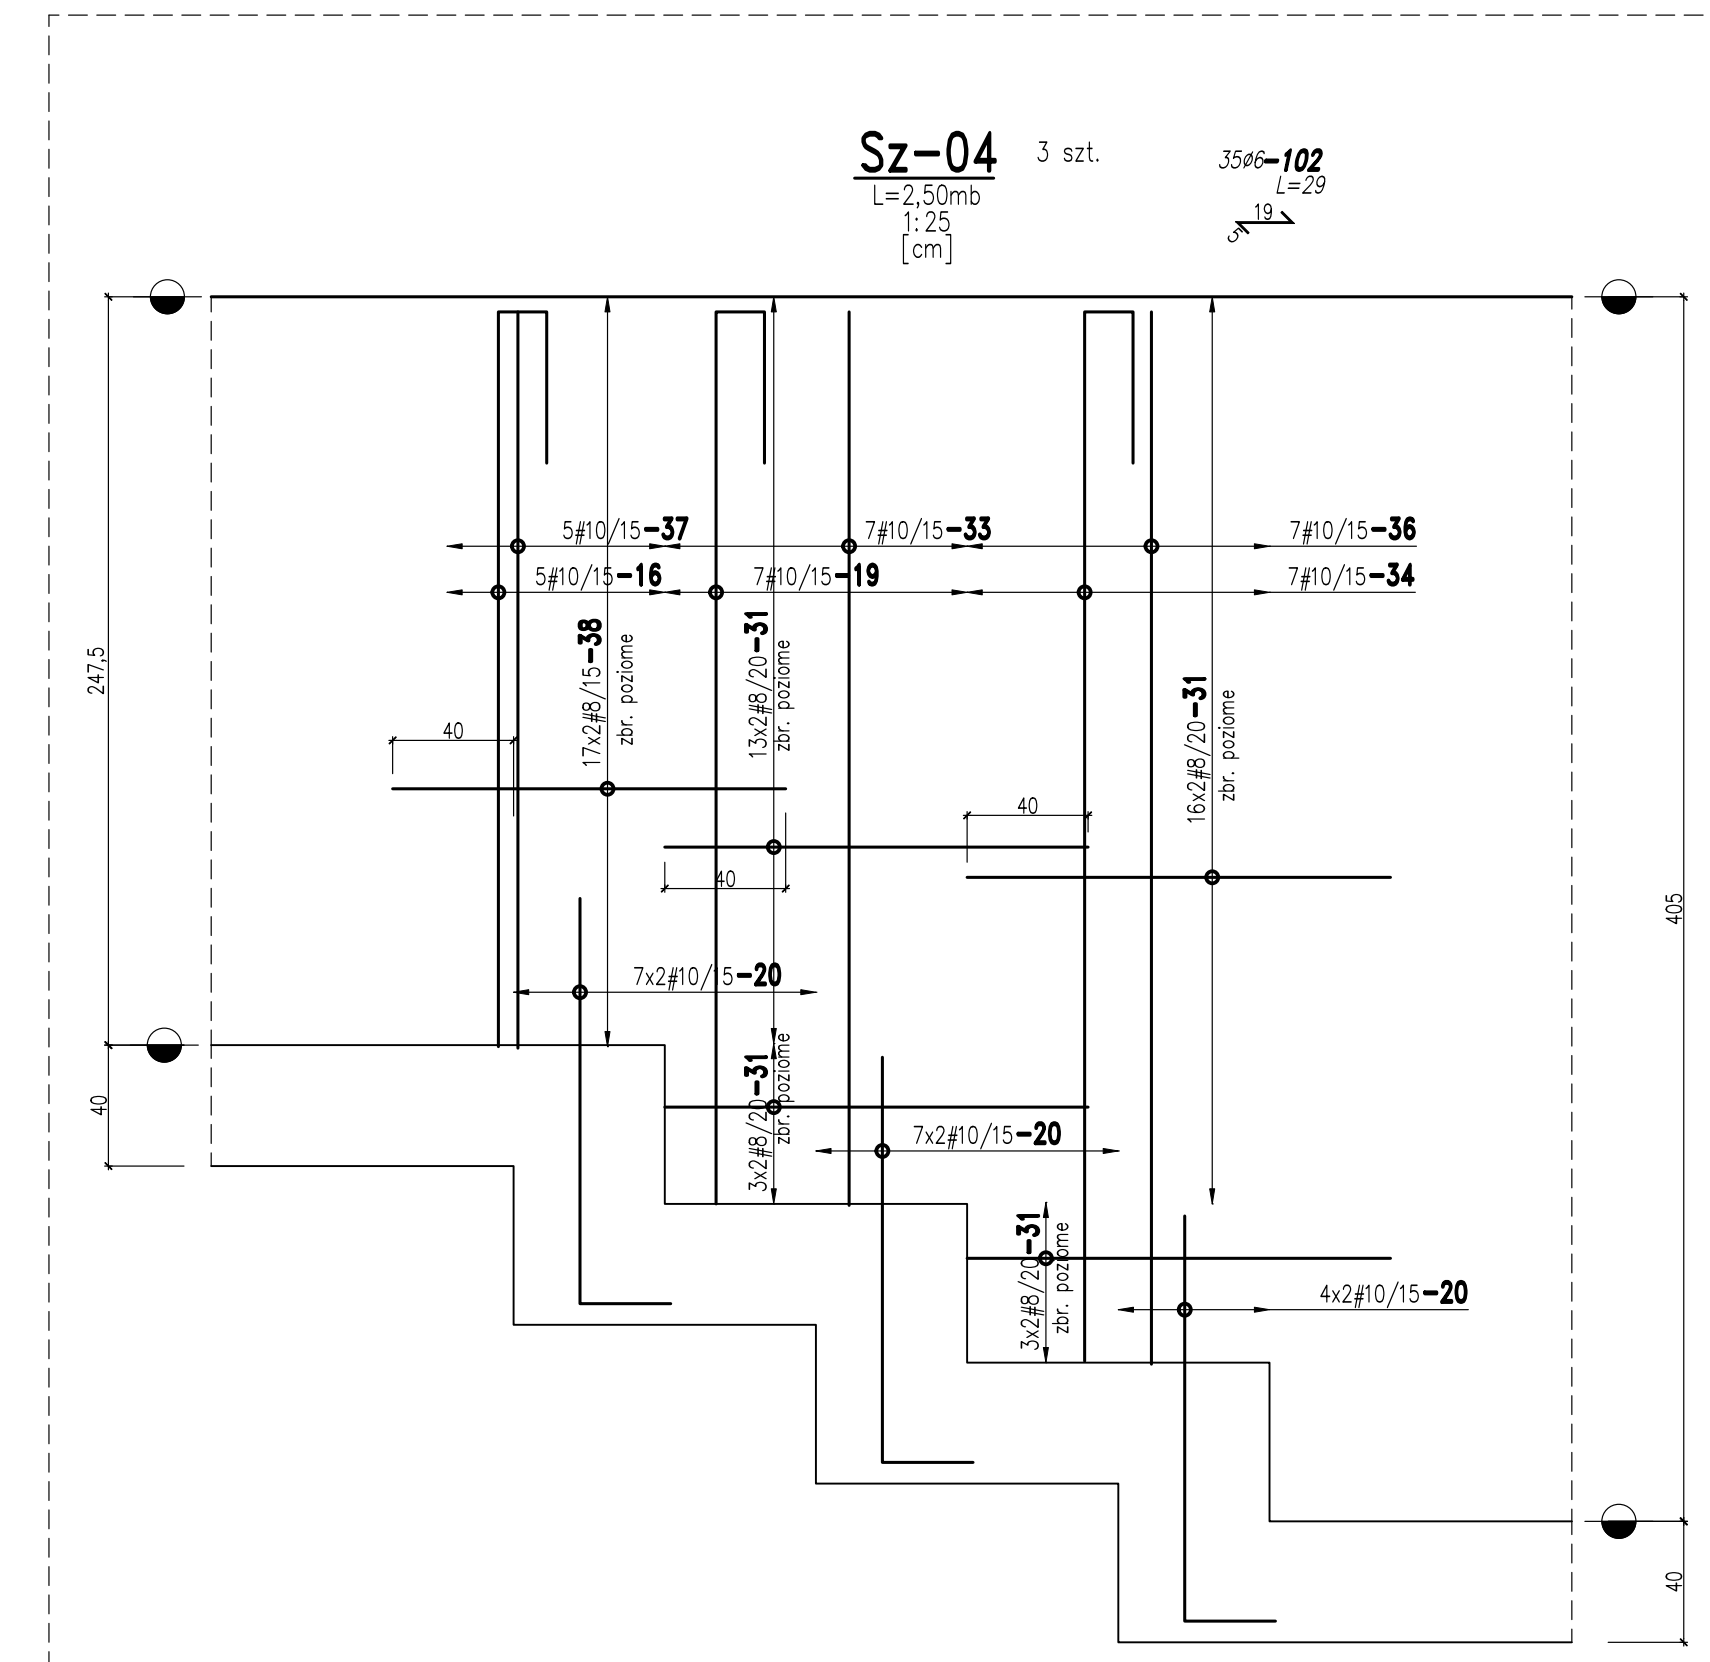 Sz-04 3 szt.
L=2,50mb
1:25
[cm]
35ø6-102
L=29
19
5
5#10/15-37
7#10/15-33
7#10/15-36
5#10/15-16
7#10/15-19
7#10/15-34
247,5
17x2#8/15-38
zbr. poziome
13x2#8/20-31
zbr. poziome
16x2#8/20-31
zbr. poziome
40
40
40
405
7x2#10/15-20
3x2#8/20-31
zbr. poziome
40
7x2#10/15-20
3x2#8/20-31
zbr. poziome
4x2#10/15-20
40